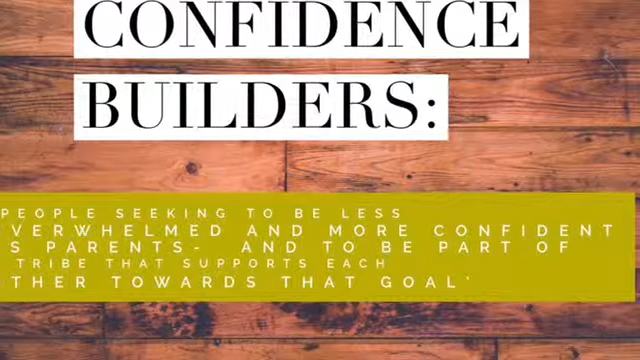 CONFIDENCE
BUILDERS:
PEOPLE SEEKING TO BE LESS
VERWHELMED AND MORE CONFIDENT
S PARENTS- AND TO BE PART OF
TRIBE THAT SUPPORTS EACH
THER TOWARDS THAT GOAL'